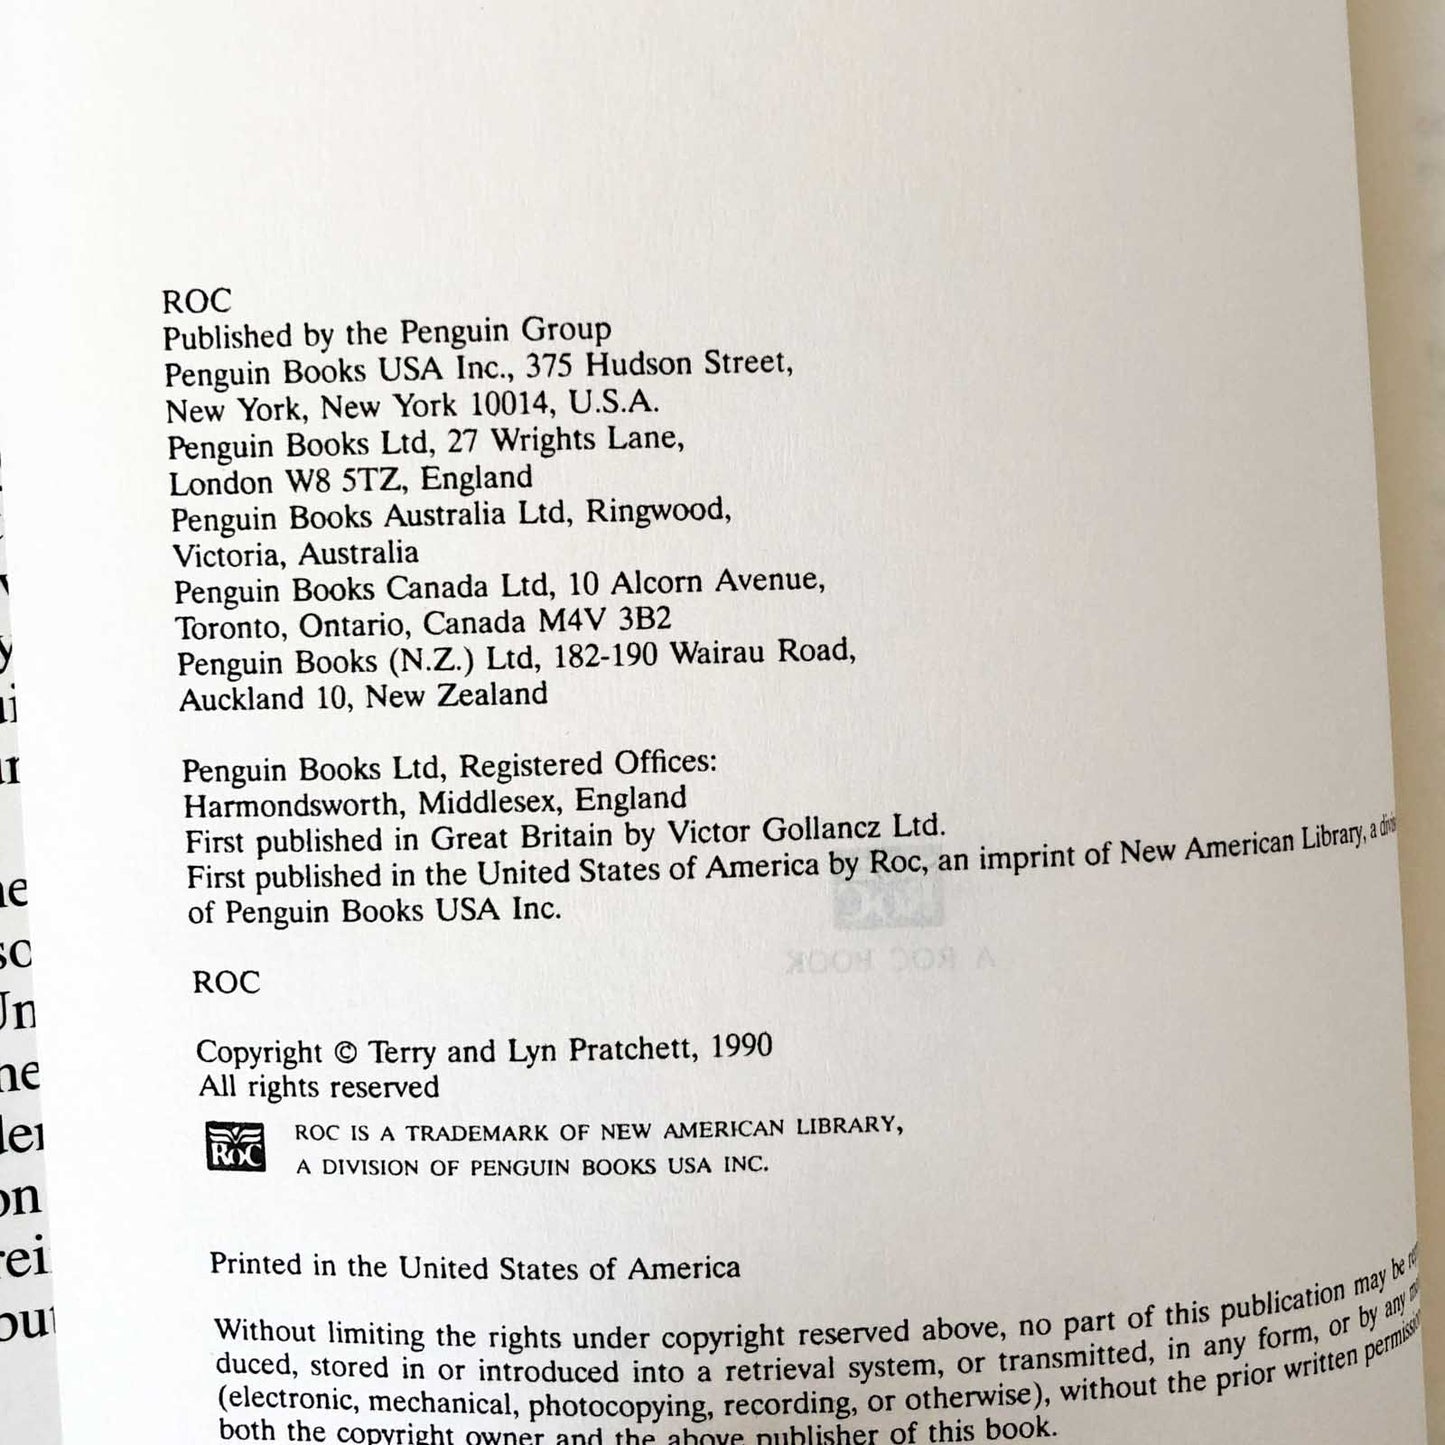 ROC
Published by the Penguin Group
Penguin Books USA Inc., 375 Hudson Street,
New York, New York 10014, U.S.A.
Penguin Books Ltd, 27 Wrights Lane,
London W8 5TZ, England
Penguin Books Australia Ltd, Ringwood,
Victoria, Australia
Penguin Books Canada Ltd, 10 Alcorn Avenue,
Toronto, Ontario, Canada M4V 3B2
Penguin Books (N.Z.) Ltd, 182-190 Wairau Road,
Auckland 10, New Zealand
Penguin Books Ltd, Registered Offices:
Harmondsworth, Middlesex, England
First published in Great Britain by Victor Gollancz Ltd.
First published in the United States of America by Roc, an imprint of New American Library, a
of Penguin Books USA Inc.
ROC
Copyright © Terry and Lyn Pratchett, 1990
All rights reserved
ROC
ROC IS A TRADEMARK OF NEW AMERICAN LIBRARY,
A DIVISION OF PENGUIN BOOKS USA INC.
Printed in the United States of America
Without limiting the rights under copyright reserved above, no part of this publication may be
duced, stored in or introduced into a retrieval system, or transmitted, in any form, or by any
(electronic, mechanical, photocopying, recording, or otherwise), without the prior written
both the copyright owner and the above publisher of this book.